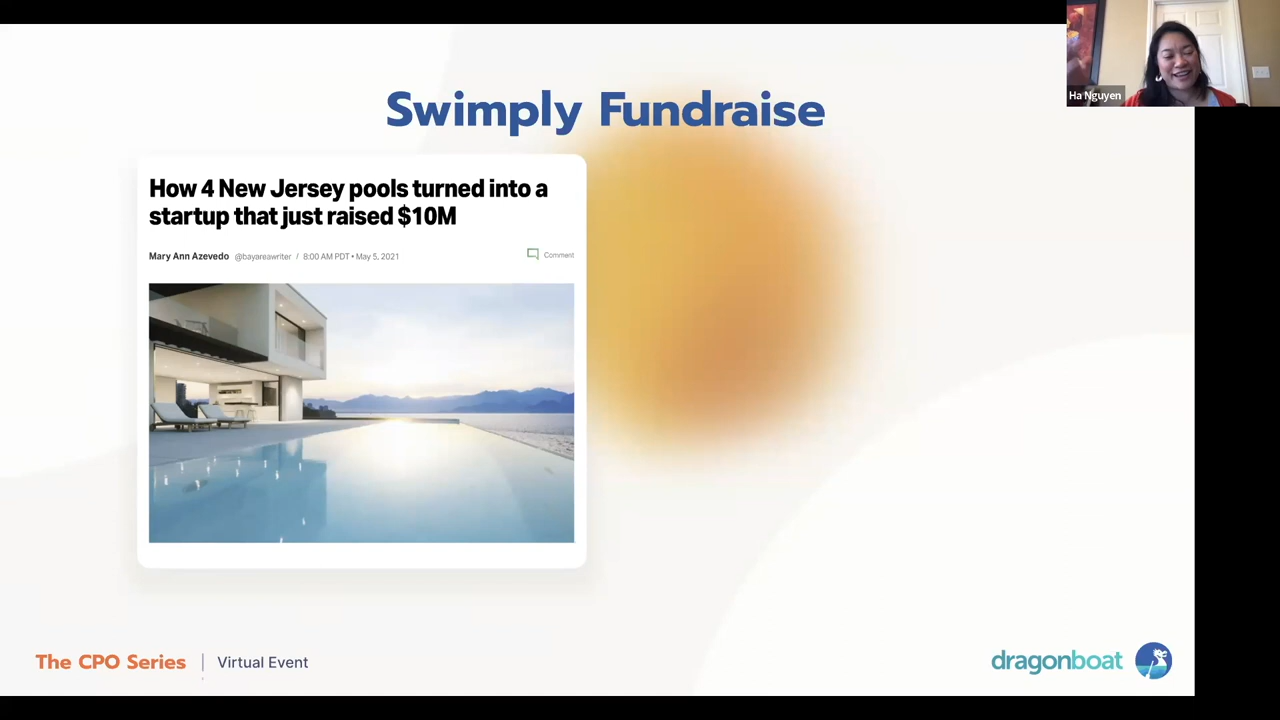 Ha Nguyen
Swimply Fundraise
How 4 New Jersey pools turned into a
startup that just raised $10M
Mary Ann Azevedo @bayareawriter / 8:00 AM PDT • May 5, 2021
Comment
The CPO Series | Virtual Event
dragonboat